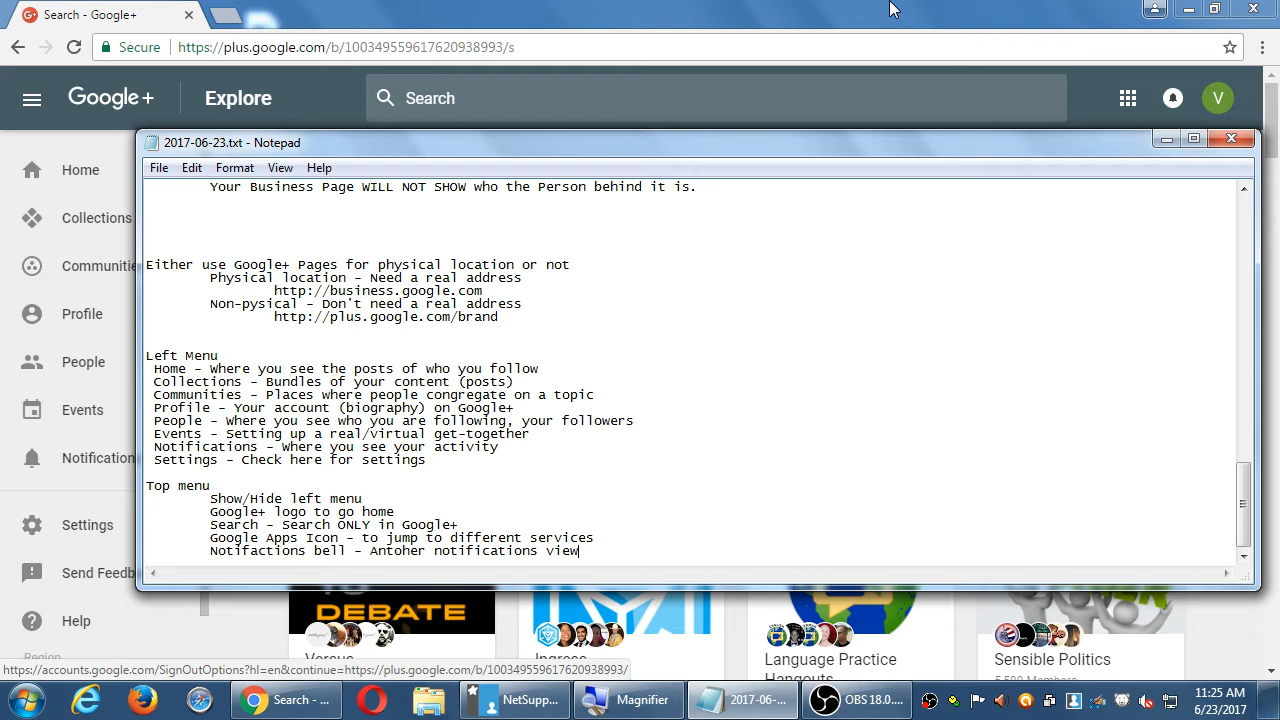 Search - Google+
Secure
https://plus.google.com/b/100349559617620938993/s
Google+
Explore
Search
V
2017-06-23.txt - Notepad
File Edit Format View Help
Home
Collections
Communitie
Profile
People
Events
Notification
Settings
Send Feedb
Help
Region
Your Business Page WILL NOT SHOW who the Person behind it is.
Either use Google+ Pages for physical location or not
Physical location - Need a real address
http://business.google.com
Non-pysical - Don't need a real address
http://plus.google.com/brand
Left Menu
Home - Where you see the posts of who you follow
Collections - Bundles of your content (posts)
Communities - Places where people congregate on a topic
Profile - Your account (biography) on Google+
People - Where you see who you are following, your followers
Events - Setting up a real/virtual get-together
Notifications - Where you see your activity
Settings - Check here for settings
Top menu
Show/Hide left menu
Google+ logo to go home
Search - Search ONLY in Google+
Google Apps Icon - to jump to different services
Notifactions bell - Antoher notifications view
DEBATE
Versus
Ingress
Language Practice
Hangouts
Sensible Politics
https://accounts.google.com/SignOutOptions?hl=en&continue=https://plus.google.com/b/100349559617620938993/
Search - ...
NetSupp...
Magnifier
2017-06-...
OBS 18.0....
11:25 AM
6/23/2017